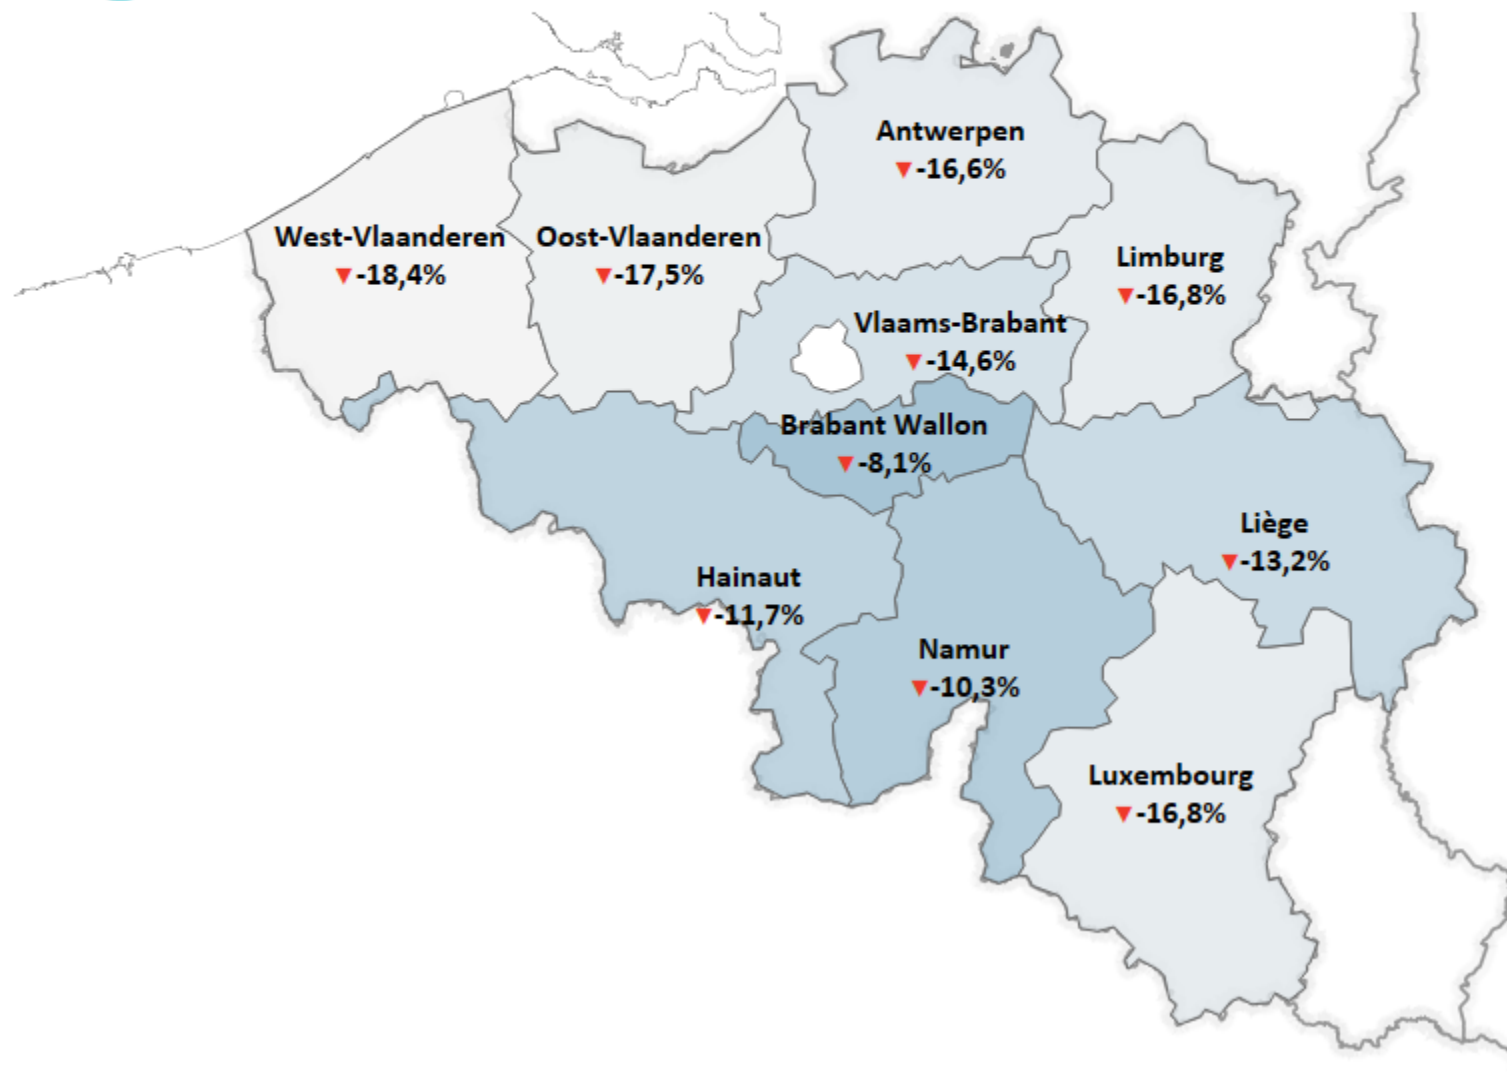 Antwerpen
▼-16,6%
West-Vlaanderen
▼-18,4%
Oost-Vlaanderen
▼-17,5%
Limburg
▼-16,8%
Vlaams-Brabant
▼-14,6%
Brabant Wallon
▼-8,1%
Liège
▼-13,2%
Hainaut
▼-11,7%
Namur
▼-10,3%
Luxembourg
▼-16,8%